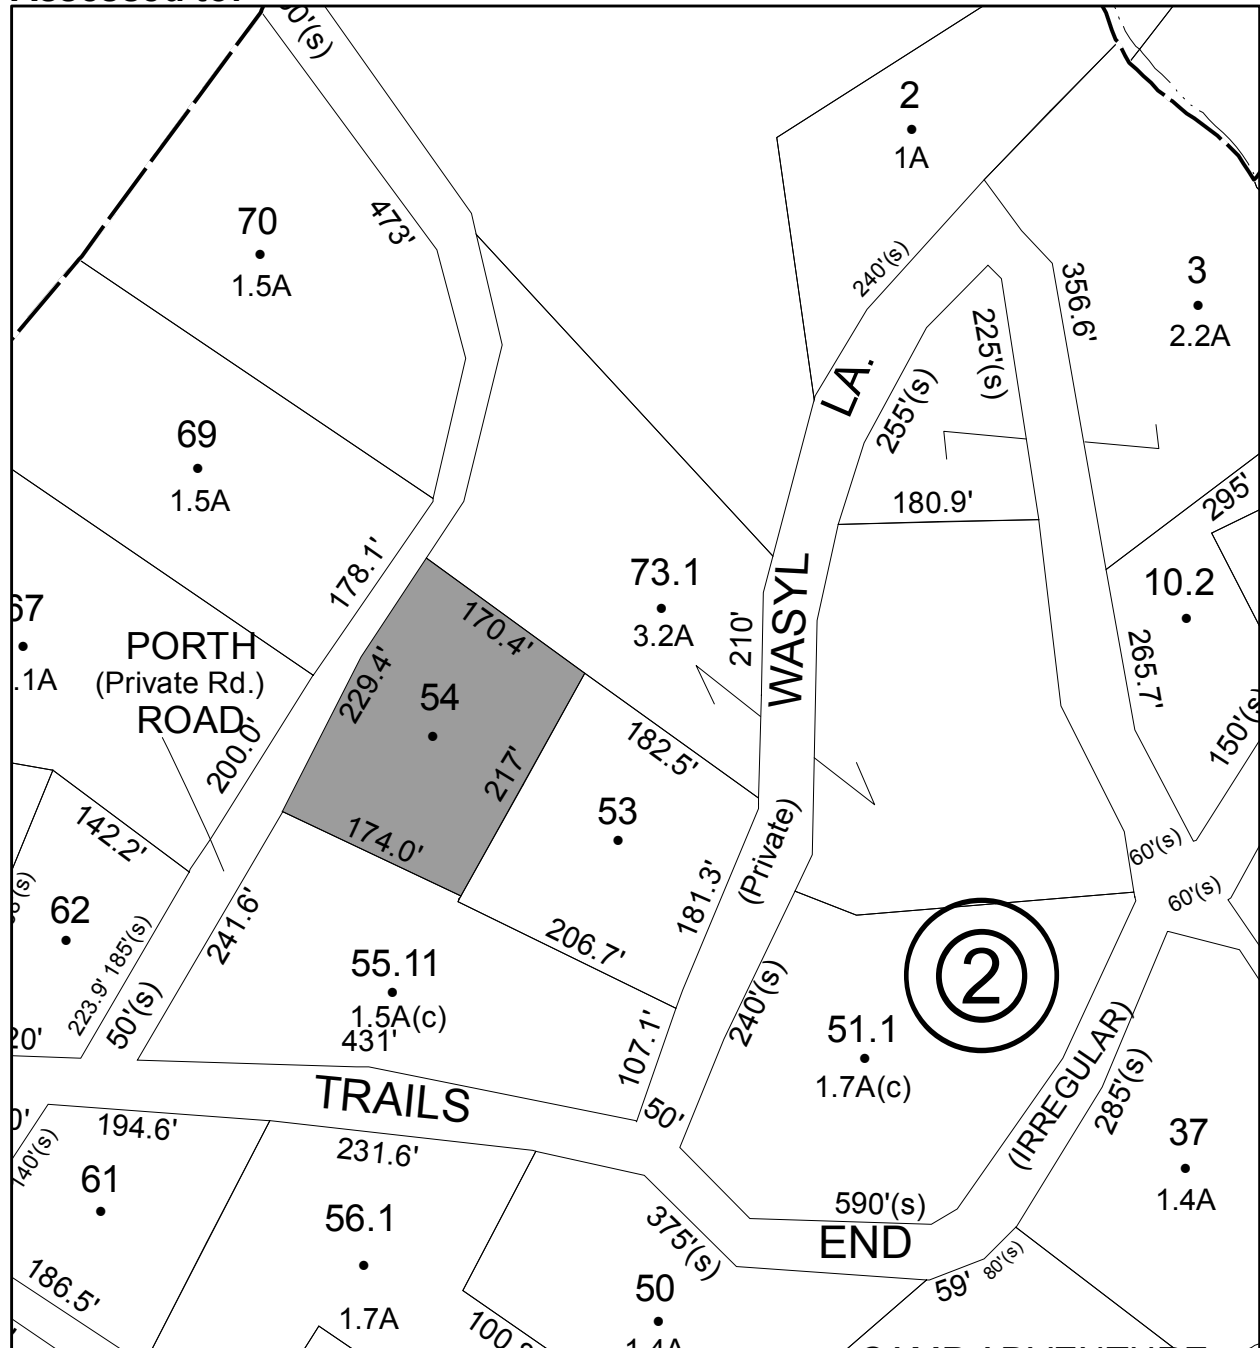 2
1A
473'
70
1.5A
240'(s)
356.6'
3
2.2A
225'(s)
LA.
255'(s)
69
1.5A
180.9'
295'
178.1'
73.1
3.2A
210'
WASYL
10.2
170.4'
PORTH
(Private Rd.)
ROAD
229.4'
54
265.7'
200.0'
217'
182.5'
150'(s)
142.2'
174.0'
53
(Private)
60'(s)
62
241.6'
181.3'
60'(s)
206.7'
223.9' 185'(s)
50'(s)
55.11
1.5A(c)
431'
240'(s)
2
51.1
1.7A(c)
107.1'
(IRREGULAR)
285'(s)
TRAILS
50'
194.6'
231.6'
37
1.4A
140'(s)
61
56.1
590'(s)
375'(s)
END
59'
80'(s)
186.5'
1.7A
50